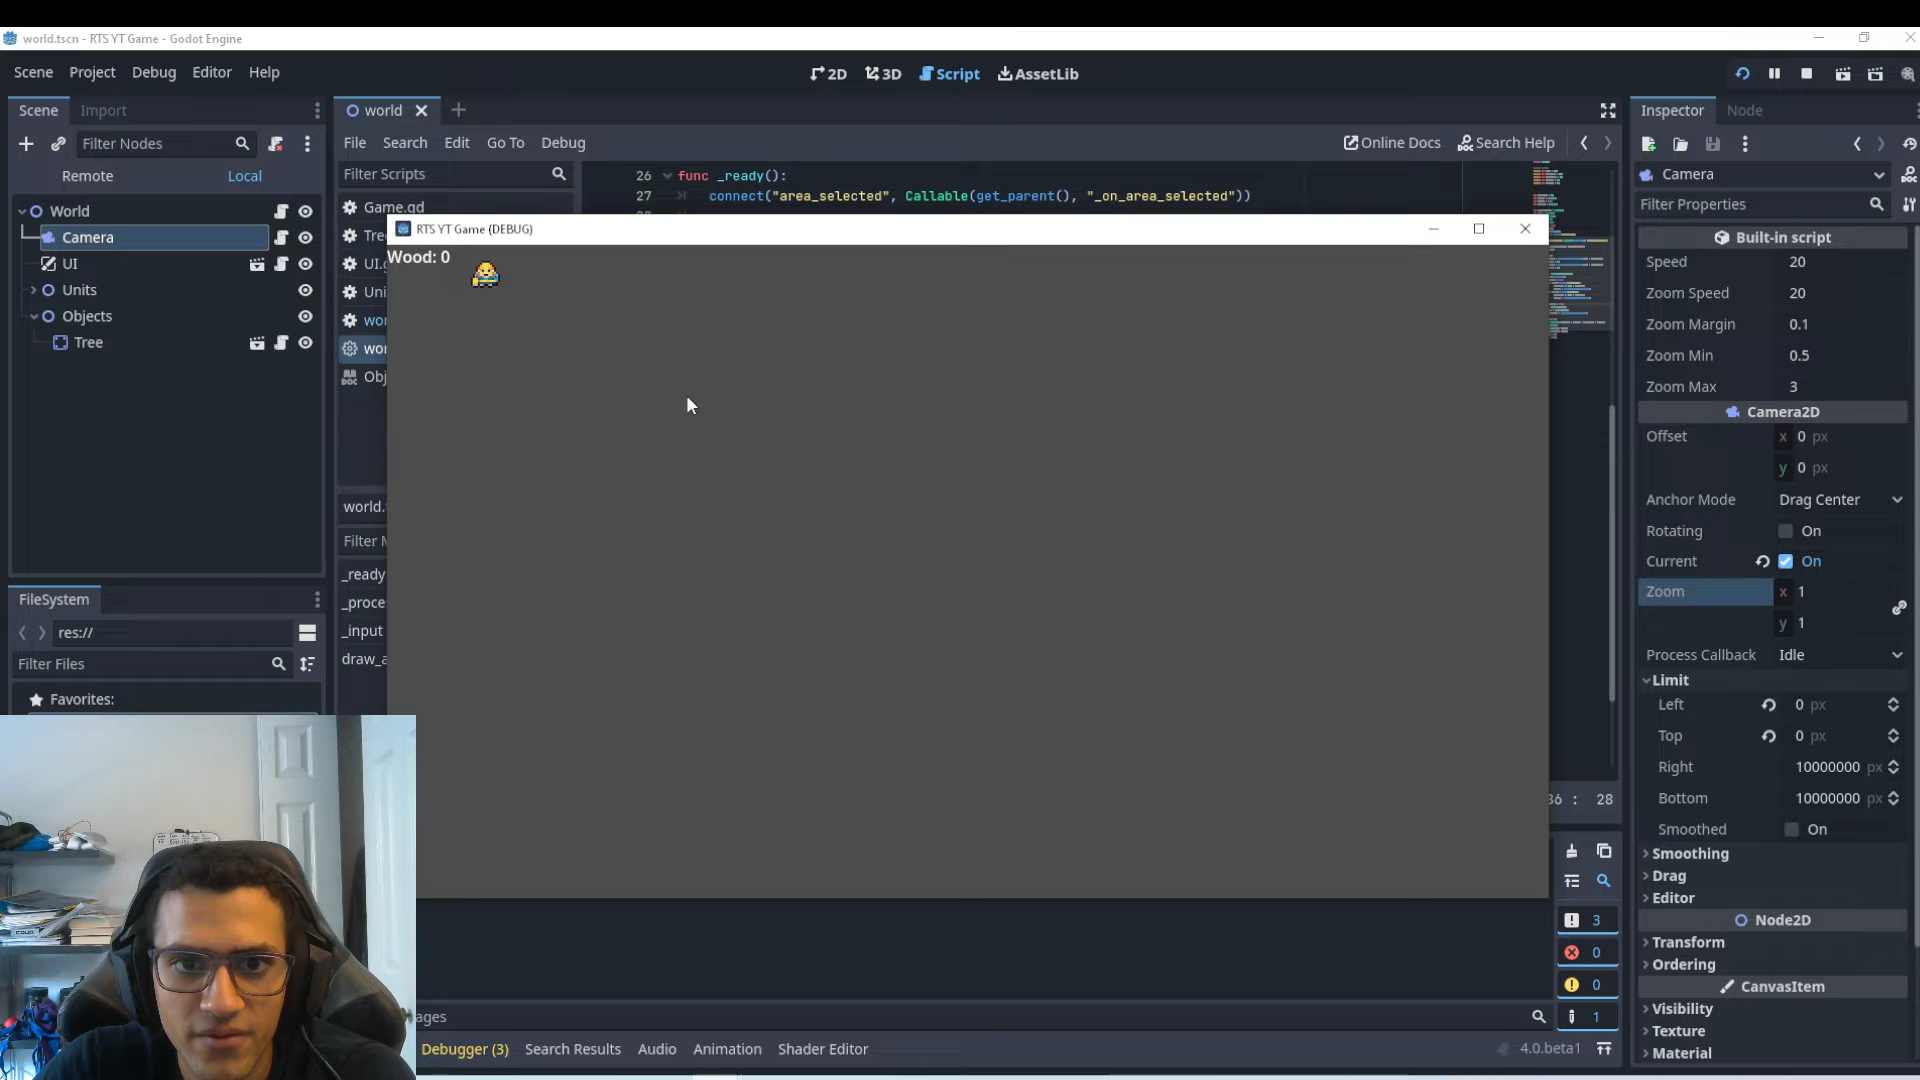 world.tscn - RTS YT Game - Godot Engine
Scene Project Debug Editor Help
2D 3D Script AssetLib
Scene Import
Filter Nodes
Remote Local
World
Camera
UI
Units
Objects
Tree
FileSystem
res://
Filter Files
Favorites:
world
File Search Edit Go To Debug
Online Docs Search Help
Filter Scripts
Game.gd
Tre
UI.g
Uni
wor
wor
Obj
world.
Filter M
_ready
_proce
_input
draw_a
26 func _ready():
27 connect("area_selected", Callable(get_parent(), "_on_area_selected"))
RTS YT Game (DEBUG)
Wood: 0
36 : 28
3
0
0
1
ages
Debugger (3) Search Results Audio Animation Shader Editor
4.0.beta1
Inspector Node
Camera
Filter Properties
Built-in script
Speed 20
Zoom Speed 20
Zoom Margin 0.1
Zoom Min 0.5
Zoom Max 3
Camera2D
Offset x 0 px
y 0 px
Anchor Mode Drag Center
Rotating On
Current On
Zoom x 1
y 1
Process Callback Idle
Limit
Left 0 px
Top 0 px
Right 10000000 px
Bottom 10000000 px
Smoothed On
Smoothing
Drag
Editor
Node2D
Transform
Ordering
CanvasItem
Visibility
Texture
Material